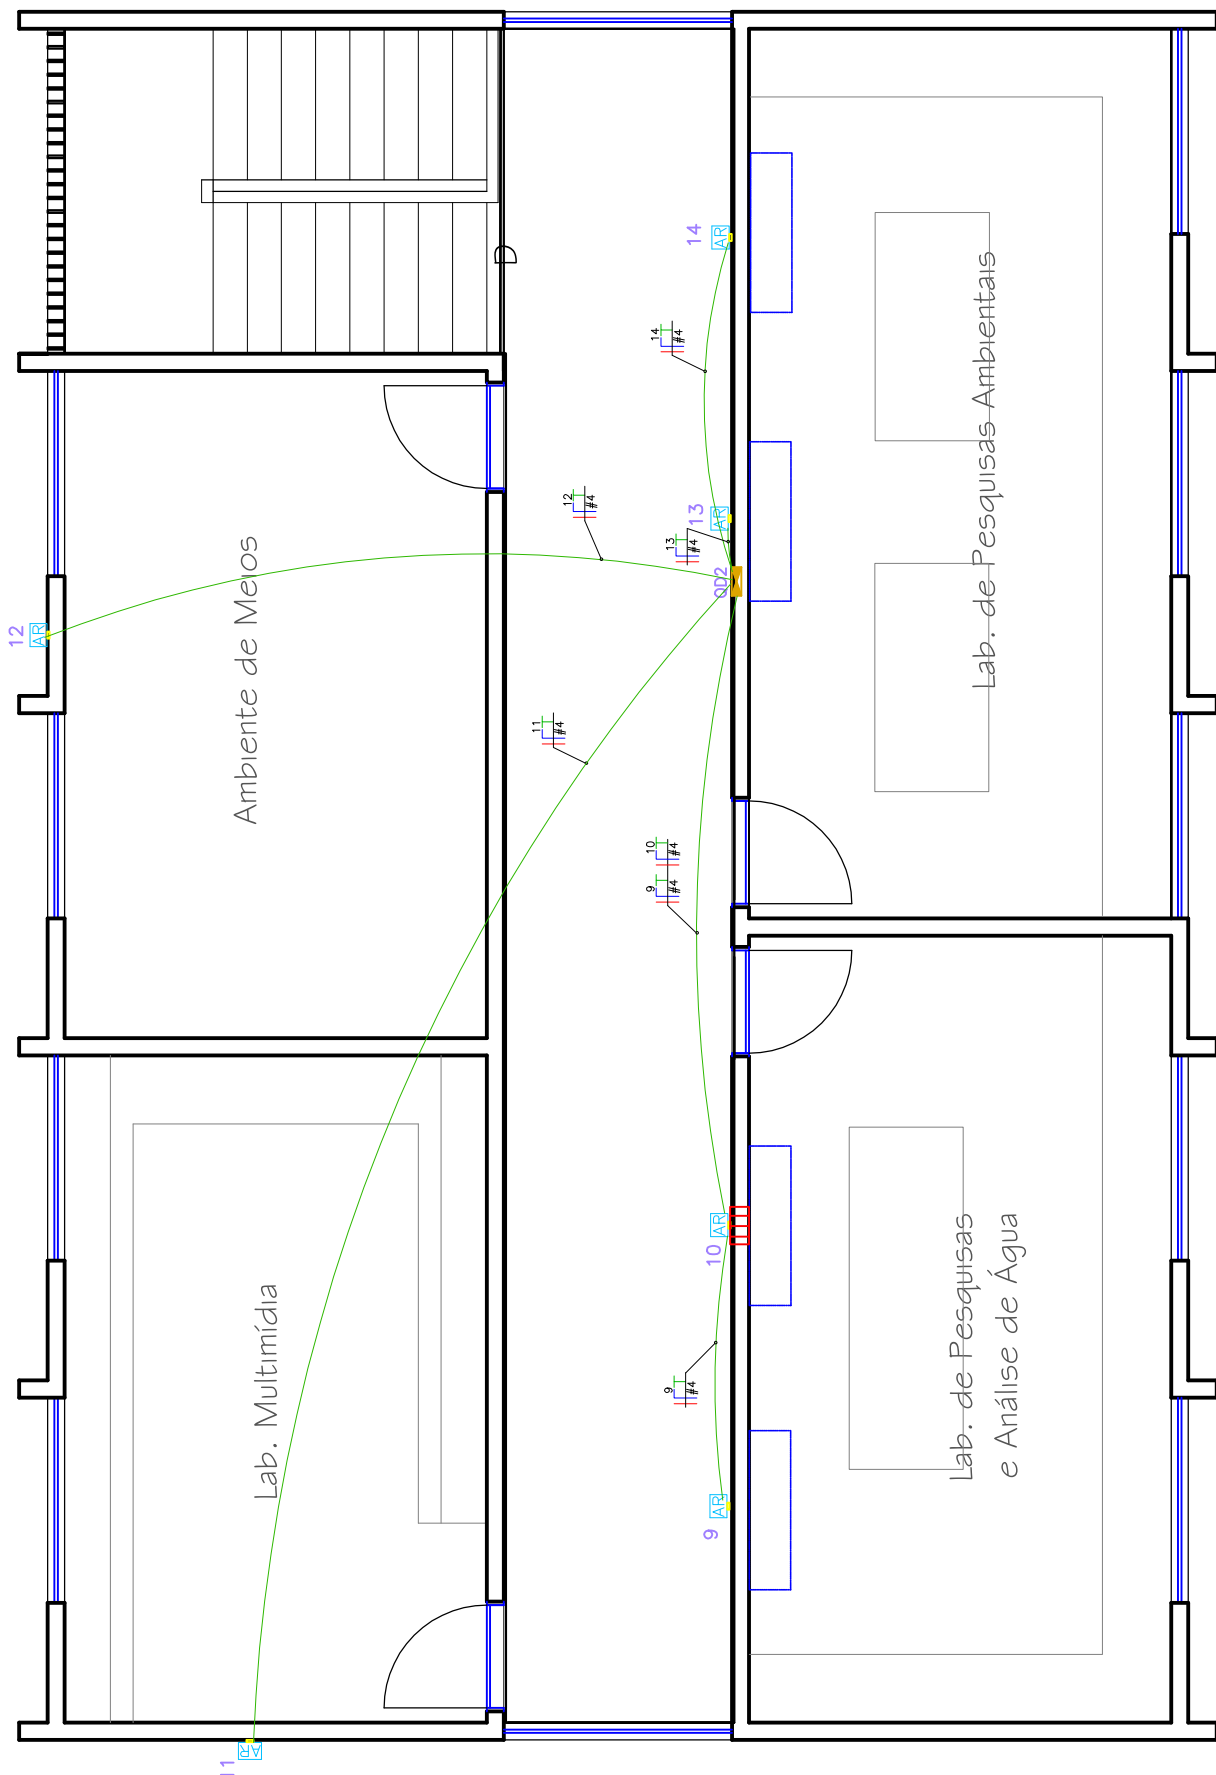 14
AR
14
#4
12
#4
13
AR
13
#4
QD2
12
AR
Ambiente de Meios
Lab. de Pesquisas Ambientais
11
#4
10
#4
9
#4
AR
10
Lab. Multimídia
Lab. de Pesquisas
e Análise de Água
9
#4
AR
9
AR
11